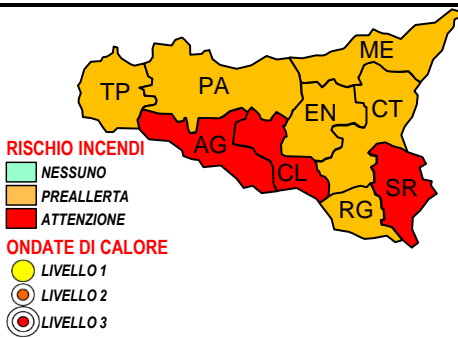 ME
PA
TP
EN
CT
AG
CL
SR
RG
RISCHIO INCENDI
NESSUNO
PREALLERTA
ATTENZIONE
ONDATE DI CALORE
LIVELLO 1
LIVELLO 2
LIVELLO 3